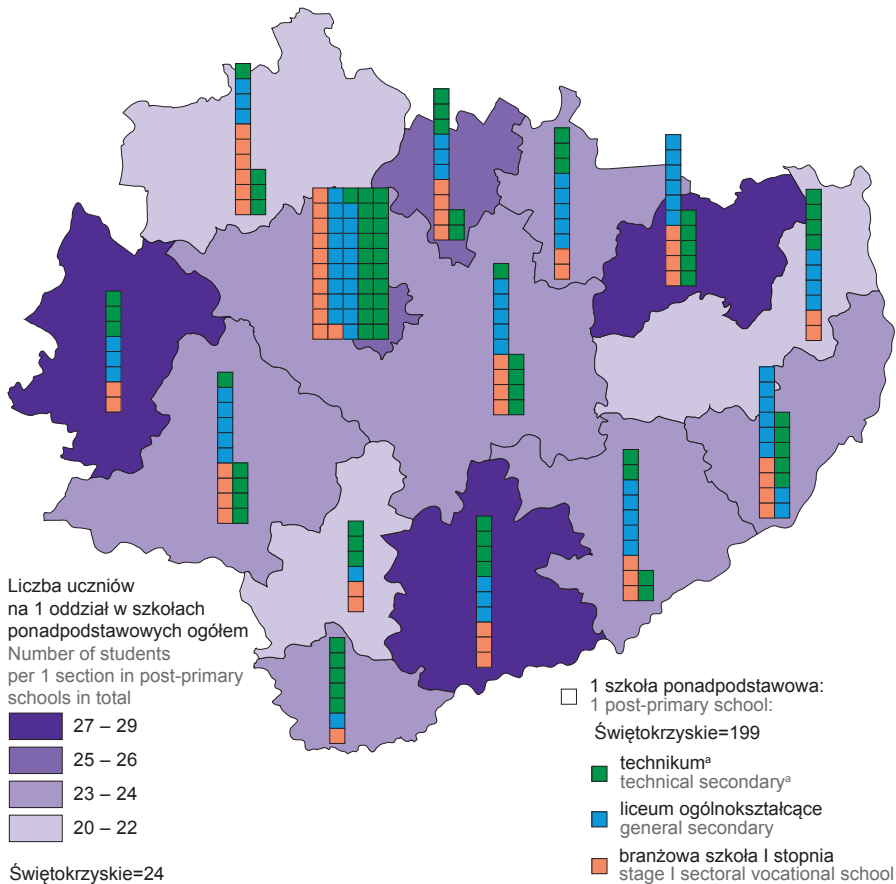 Liczba uczniów
na 1 oddział w szkołach
ponadpodstawowych ogółem
Number of students
per 1 section in post-primary
schools in total
27 – 29
25 – 26
23 – 24
20 – 22
Świętokrzyskie=24
1 szkoła ponadpodstawowa:
1 post-primary school:
Świętokrzyskie=199
technikumᵃ
technical secondaryᵃ
liceum ogólnokształcące
general secondary
branżowa szkoła I stopnia
stage I sectoral vocational school